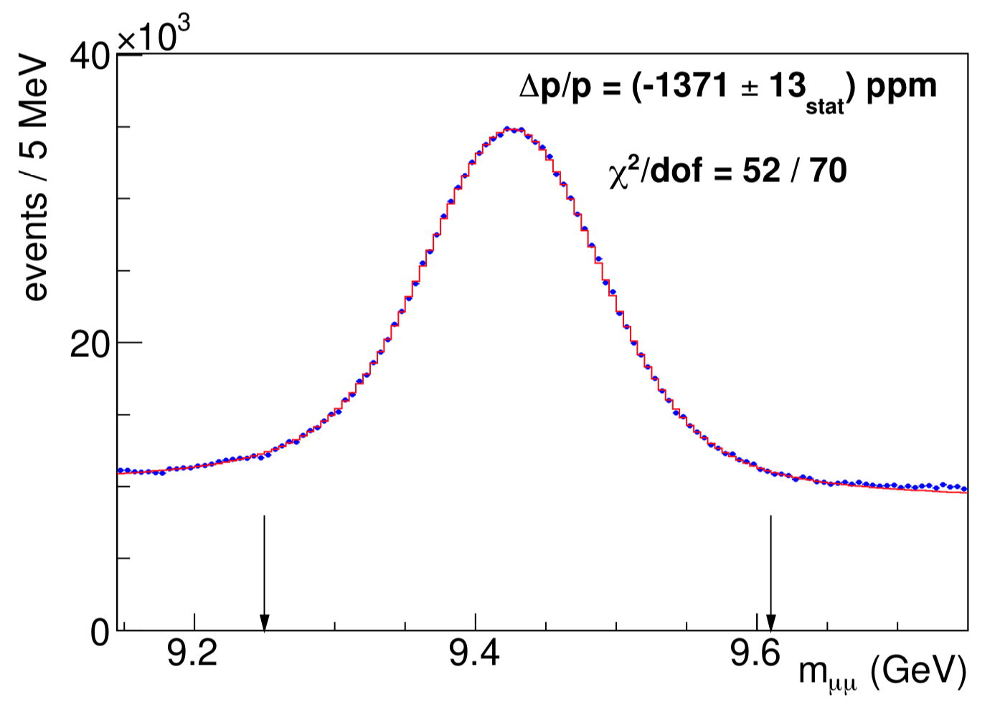 ×10³
40
Δp/p = (-1371 ± 13stat) ppm
χ²/dof = 52 / 70
events / 5 MeV
20
0
9.2 9.4 9.6
mμμ (GeV)